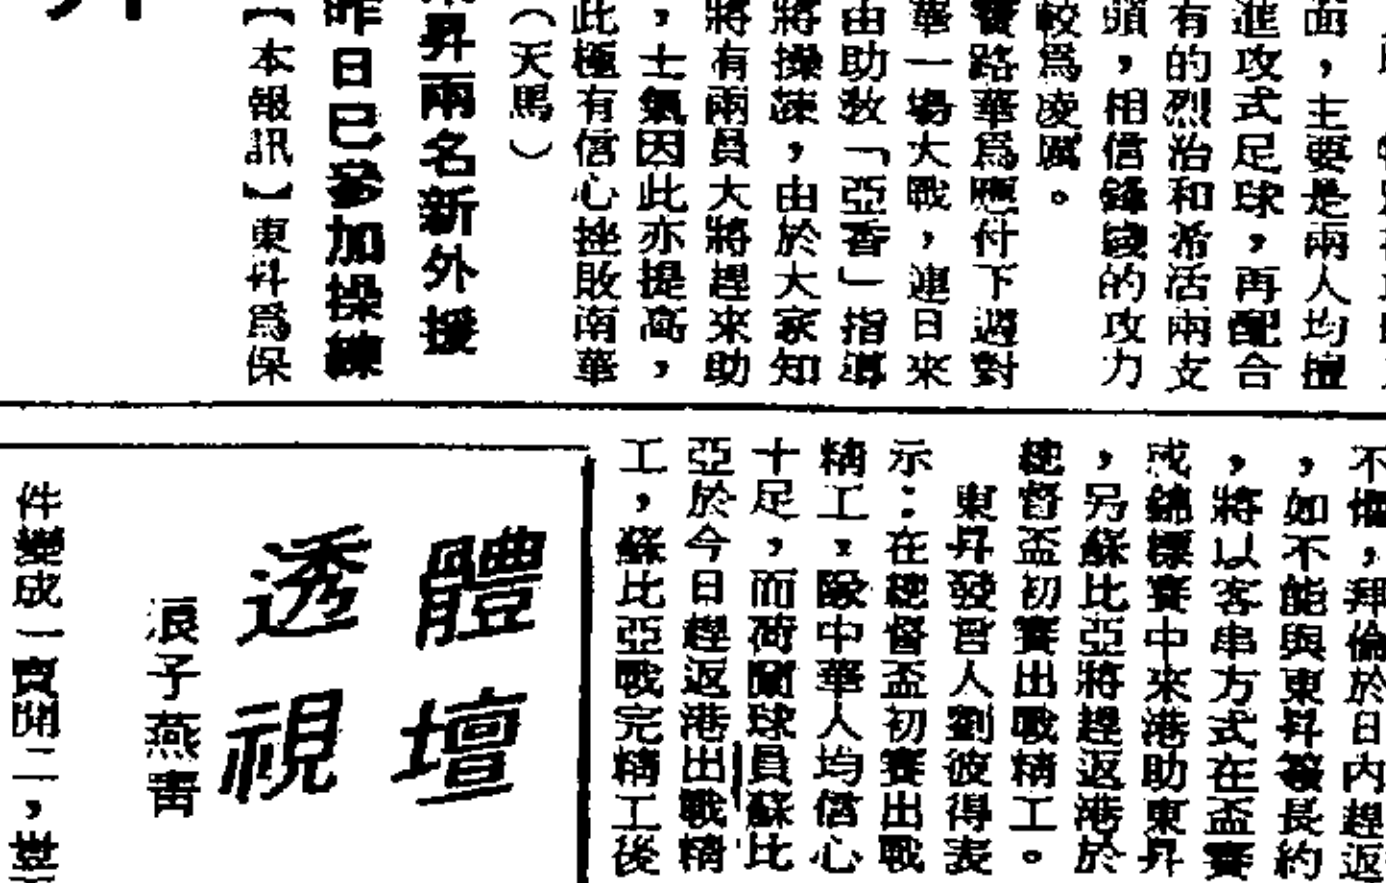 面，主要是兩人均擅
進攻式足球，再配合
有的烈治和希活兩支
頭，相信鋒線的攻力
較爲凌厲。
寶路華爲應付下週對
華一場大戰，連日來
由助敎「亞香」指導
將操練，由於大家知
將有兩員大將趕來助
，士氣因此亦提高，
此極有信心挫敗南華
（天馬）
昇兩名新外援
昨日已參加操練
【本報訊】東昇爲保
不懼，拜倫於日內趕返
，如不能與東昇簽長約
，將以客串方式在盃賽
或錦標賽中來港助東昇
，另蘇比亞將趕返港於
總督盃初賽出戰精工。
東昇發言人劉彼得表
示：在總督盃初賽出戰
精工，隊中華人均信心
十足，而荷蘭球員蘇比
亞於今日趕返港出戰精
工，蘇比亞戰完精工後
體壇
透視
浪子燕靑
件變成一賣開二，